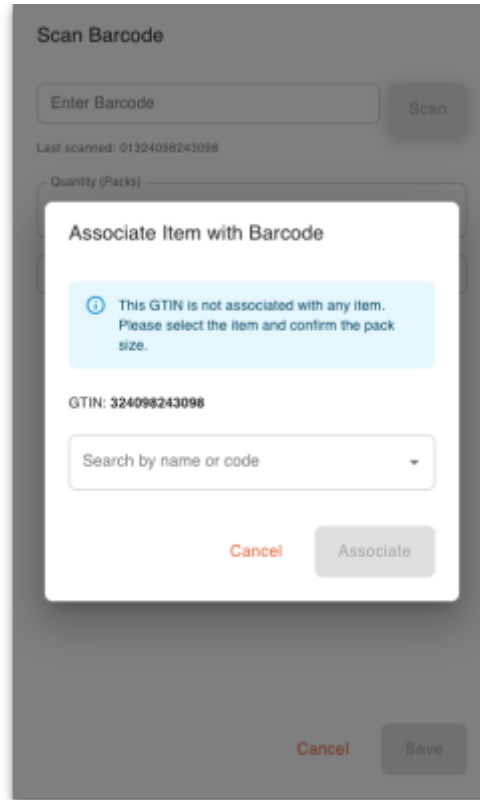 Scan Barcode
Enter Barcode
Scan
Last scanned: 01324098243098
Quantity (Packs)
Associate Item with Barcode
This GTIN is not associated with any item.
Please select the item and confirm the pack
size.
GTIN: 324098243098
Search by name or code
Cancel
Associate
Cancel
Save